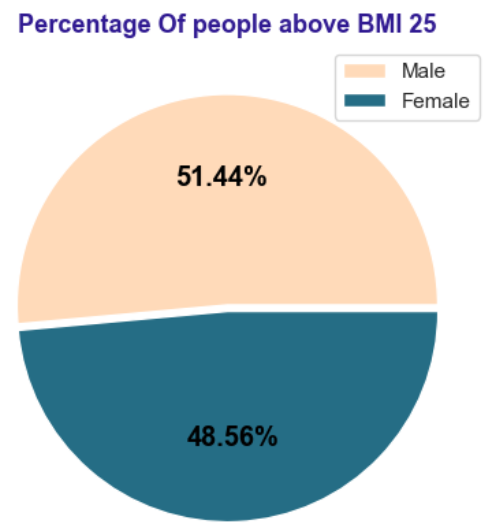 Percentage Of people above BMI 25
Male
Female
51.44%
48.56%